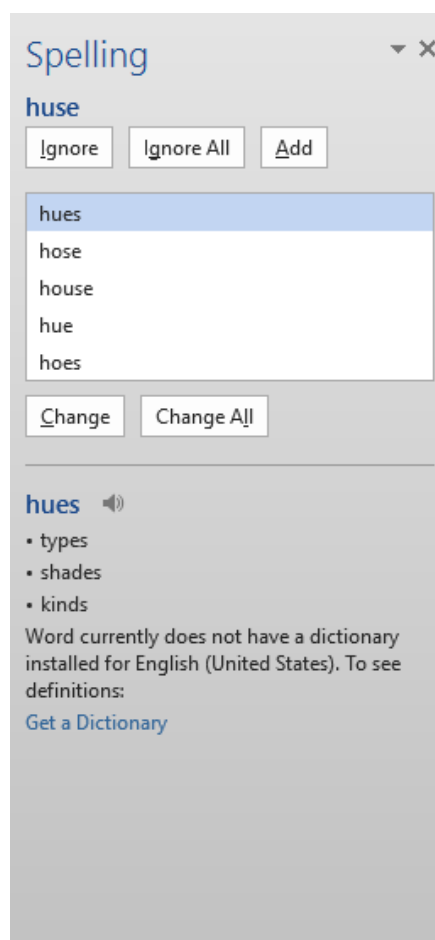 Spelling
huse
Ignore Ignore All Add
hues
hose
house
hue
hoes
Change Change All
hues
• types
• shades
• kinds
Word currently does not have a dictionary
installed for English (United States). To see
definitions:
Get a Dictionary